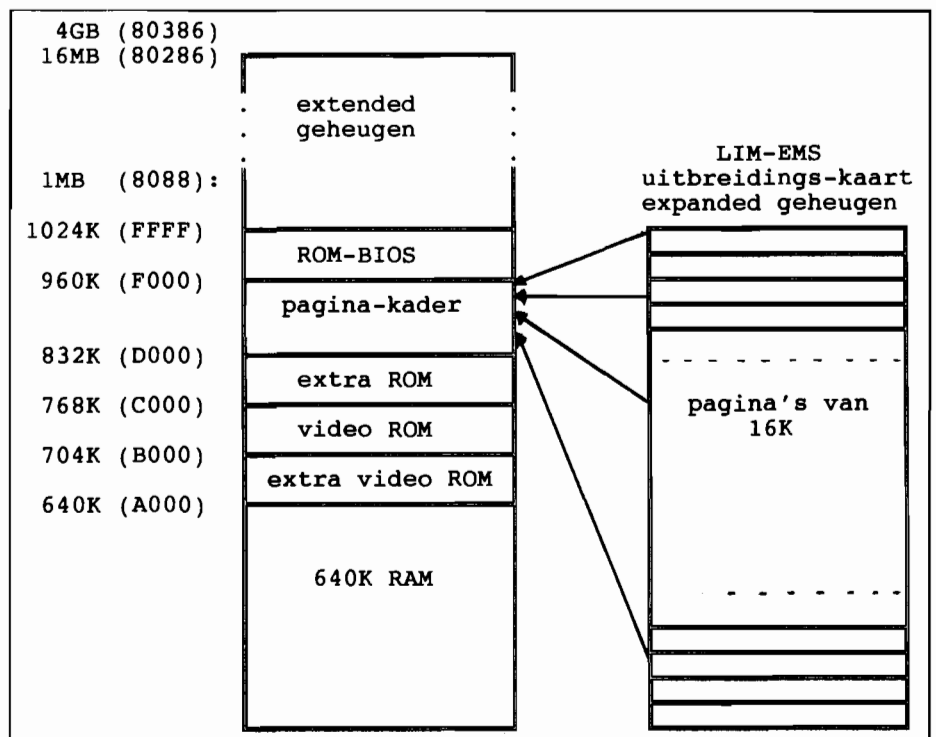 4GB (80386)
16MB (80286)
extended
geheugen
1MB (8088):
1024K (FFFF)
ROM-BIOS
960K (F000)
pagina-kader
832K (D000)
extra ROM
768K (C000)
video ROM
704K (B000)
extra video ROM
640K (A000)
640K RAM
LIM-EMS
uitbreidings-kaart
expanded geheugen
pagina's van
16K